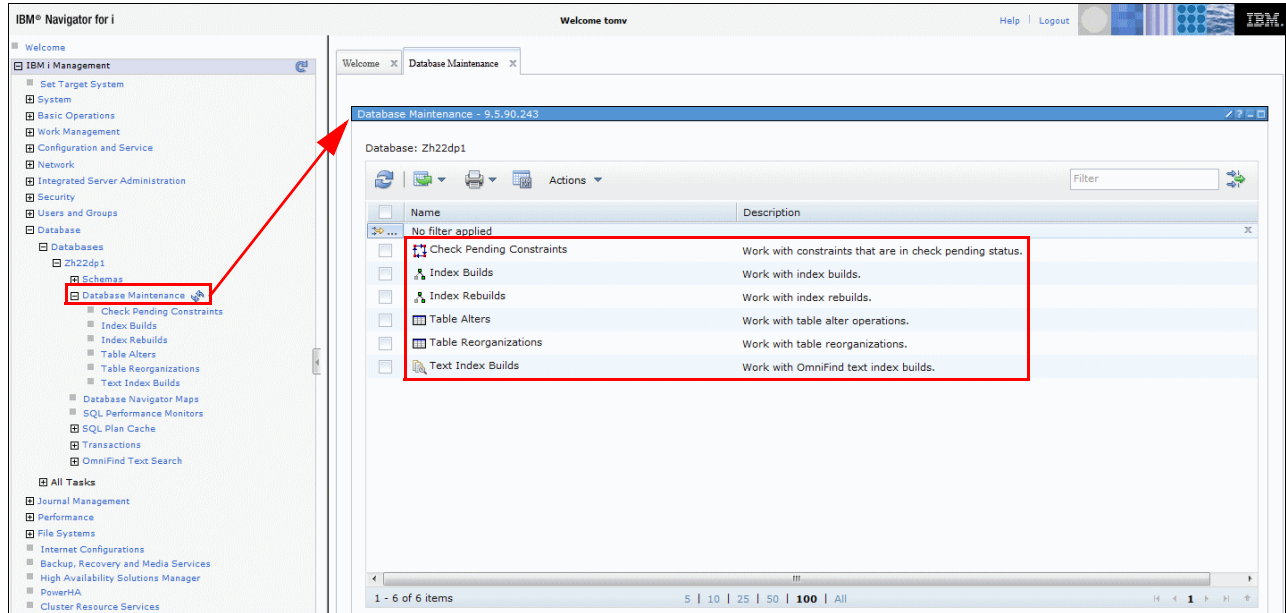 IBM® Navigator for i
Welcome tomv
Help | Logout
IBM.
Welcome
IBM i Management
Set Target System
System
Basic Operations
Work Management
Configuration and Service
Network
Integrated Server Administration
Security
Users and Groups
Database
Databases
Zh22dp1
Schemas
Database Maintenance
Check Pending Constraints
Index Builds
Index Rebuilds
Table Alters
Table Reorganizations
Text Index Builds
Database Navigator Maps
SQL Performance Monitors
SQL Plan Cache
Transactions
OmniFind Text Search
All Tasks
Journal Management
Performance
File Systems
Internet Configurations
Backup, Recovery and Media Services
High Availability Solutions Manager
PowerHA
Cluster Resource Services
Welcome X Database Maintenance X
Database Maintenance - 9.5.90.243
Database: Zh22dp1
Actions
Filter
Name Description
... No filter applied X
Check Pending Constraints Work with constraints that are in check pending status.
Index Builds Work with index builds.
Index Rebuilds Work with index rebuilds.
Table Alters Work with table alter operations.
Table Reorganizations Work with table reorganizations.
Text Index Builds Work with OmniFind text index builds.
1 - 6 of 6 items 5 | 10 | 25 | 50 | 100 | All 1